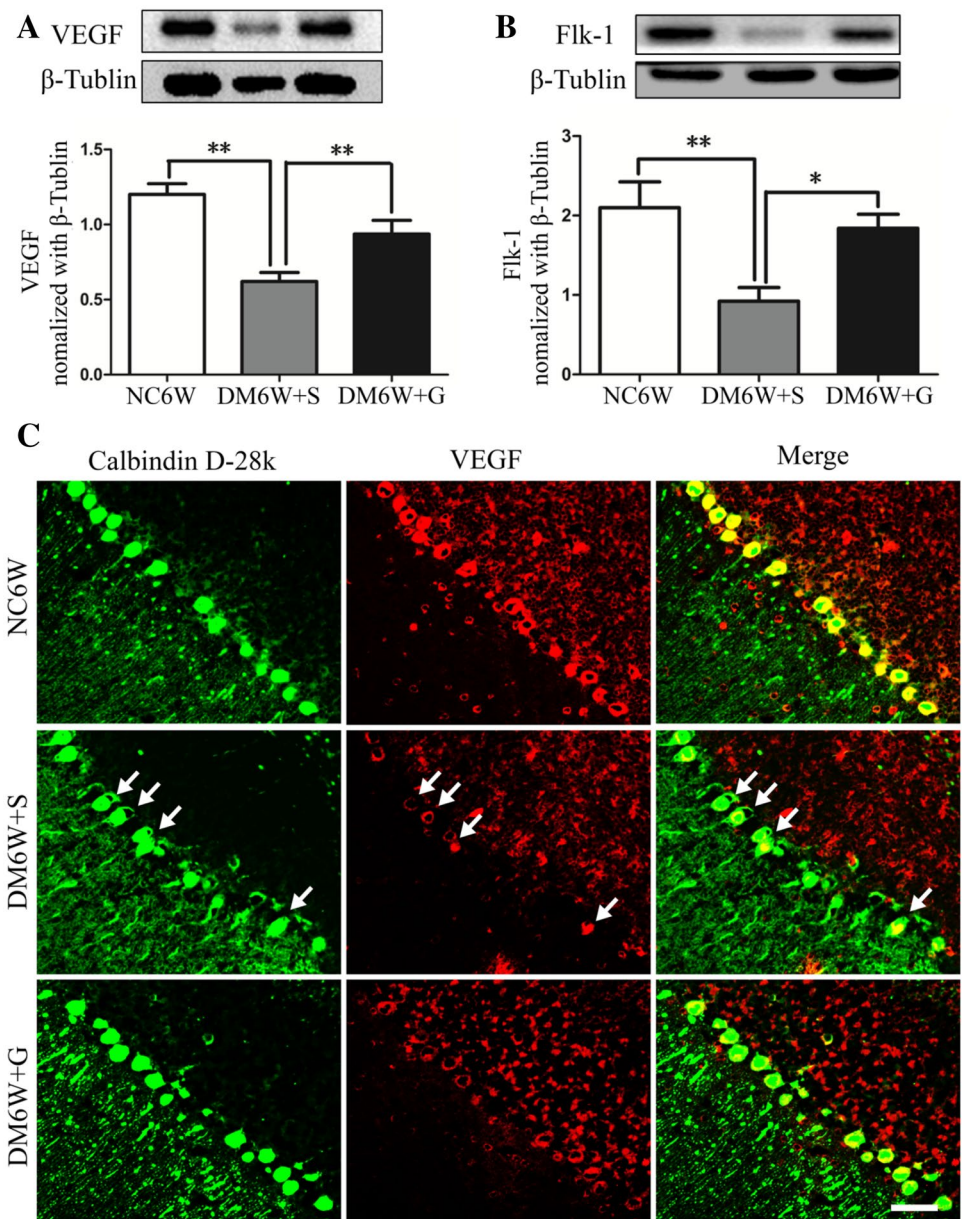 A
VEGF
β-Tublin
1.5
1.0
0.5
0.0
VEGF
nomalized with β-Tublin
**
**
NC6W
DM6W+S
DM6W+G
B
Flk-1
β-Tublin
3
2
1
0
Flk-1
nomalized with β-Tublin
**
*
NC6W
DM6W+S
DM6W+G
C
Calbindin D-28k
VEGF
Merge
NC6W
DM6W+S
DM6W+G